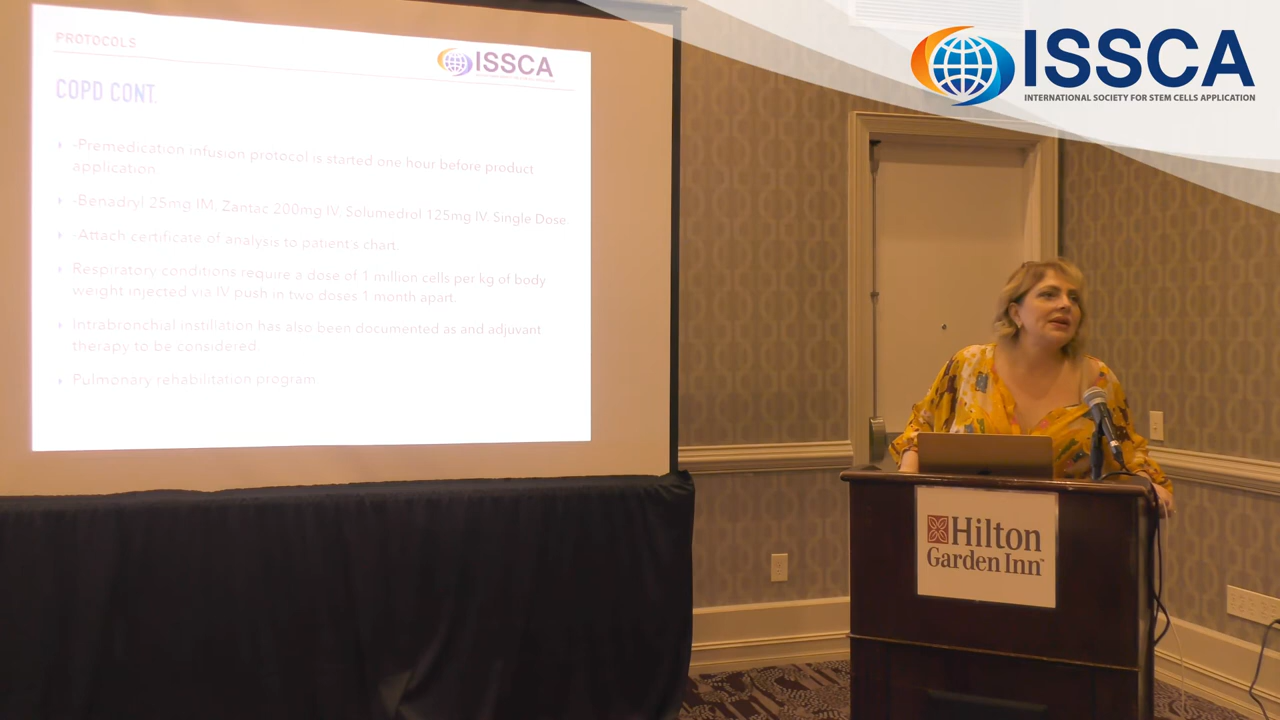 PROTOCOLS
ISSCA
COPD CONT.
-Premedication infusion protocol is started one hour before product
application.
-Benadryl 25mg IM, Zantac 200mg IV, Solumedrol 125mg IV. Single Dose.
-Attach certificate of analysis to patient's chart.
Respiratory conditions require a dose of 1 million cells per kg of body
weight injected via IV push in two doses 1 month apart.
Intrabronchial instillation has also been documented as and adjuvant
therapy to be considered.
Pulmonary rehabilitation program.
ISSCA
INTERNATIONAL SOCIETY FOR STEM CELLS APPLICATION
Hilton
Garden Inn™